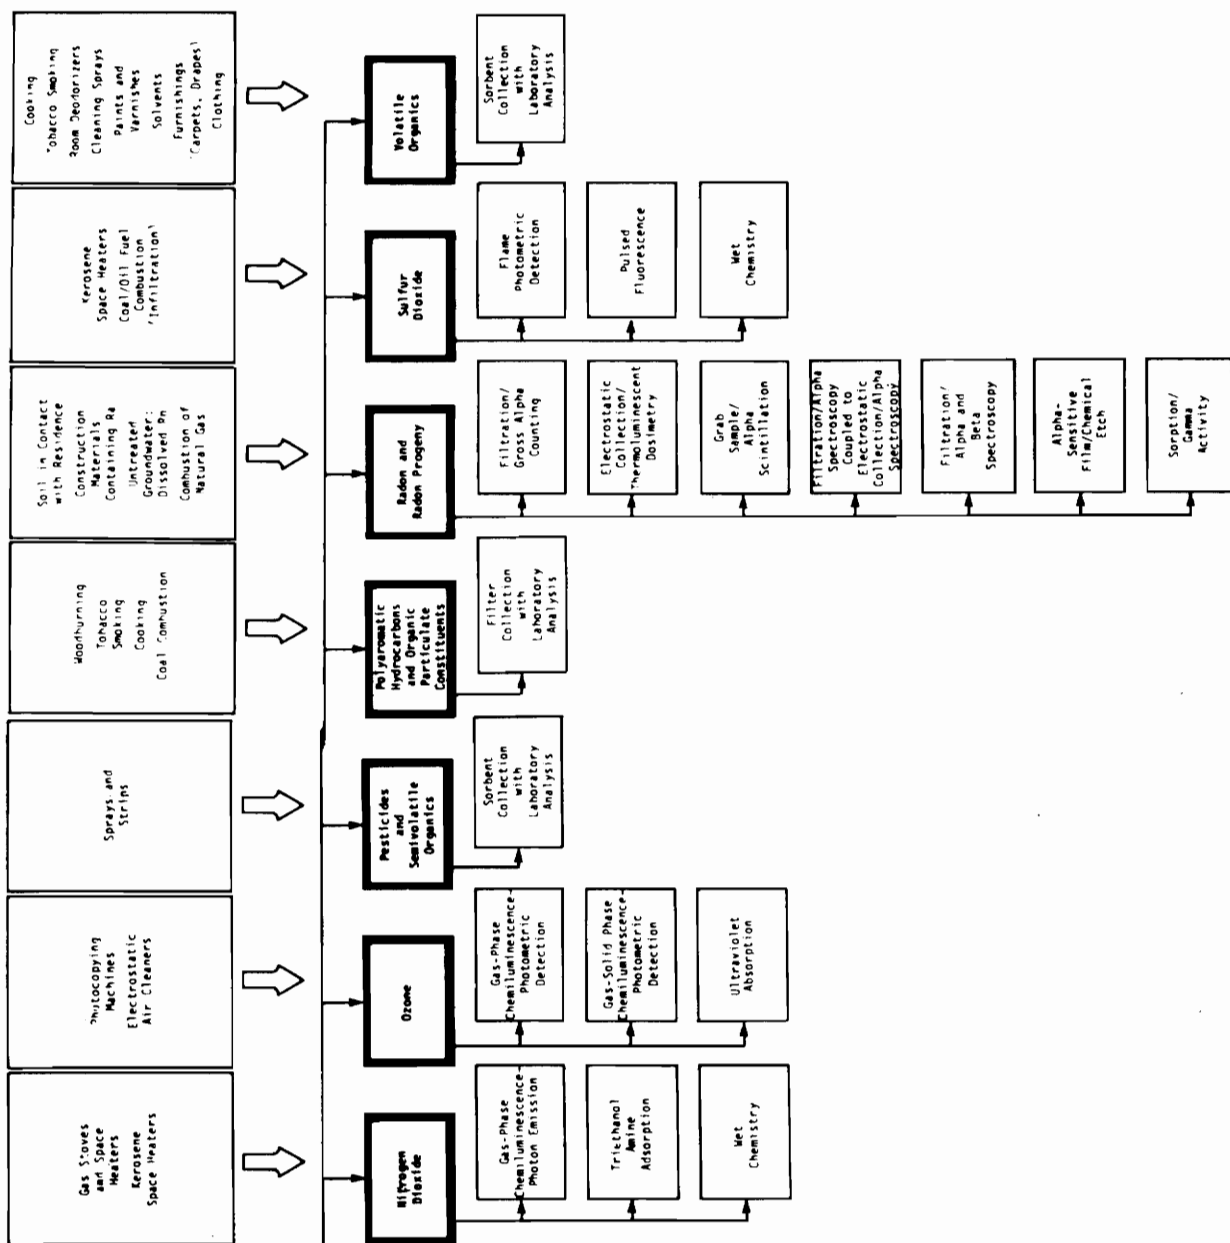 Gas Stoves
and Space
Heaters
Kerosene
Space Heaters
Nitrogen
Dioxide
Gas-Phase
Chemiluminescence-
Photon Emission
TriEthanol
Amine
Adsorption
Wet
Chemistry
Photocopying
Machines
Electrostatic
Air Cleaners
Ozone
Gas-Phase
Chemiluminescence-
Photometric
Detection
Gas-Solid Phase
Chemiluminescence-
Photometric
Detection
Ultraviolet
Absorption
Sprays and
Strips
Pesticides
and
Semivolatile
Organics
Sorbent
Collection
with
Laboratory
Analysis
Woodburning
Tobacco
Smoking
Cooking
Coal Combustion
Polyaromatic
Hydrocarbons
and Organic
Particulate
Constituents
Filter
Collection
with
Laboratory
Analysis
Soil in Contact
with Residence
Construction
Materials
Containing Ra
Untreated
Groundwater:
Dissolved Rn
Combustion of
Natural Gas
Radon and
Radon Progeny
Filtration/
Gross Alpha
Counting
Electrostatic
Collection/
Thermoluminescent
Dosimetry
Grab
Sample/
Alpha
Scintillation
Filtration/Alpha
Spectroscopy
Coupled to
Electrostatic
Collection/Alpha
Spectroscopy
Filtration/
Alpha and
Beta
Spectroscopy
Alpha-
Sensitive
Film/Chemical
Etch
Sorption/
Gamma
Activity
Kerosene
Space Heaters
Coal/Oil Fuel
Combustion
(Infiltration)
Sulfur
Dioxide
Flame
Photometric
Detection
Pulsed
Fluorescence
Wet
Chemistry
Cooking
Tobacco Smoking
Room Deodorizers
Cleaning Sprays
Paints and
Varnishes
Solvents
Furnishings
(Carpets, Drapes)
Clothing
Volatile
Organics
Sorbent
Collection
with
Laboratory
Analysis